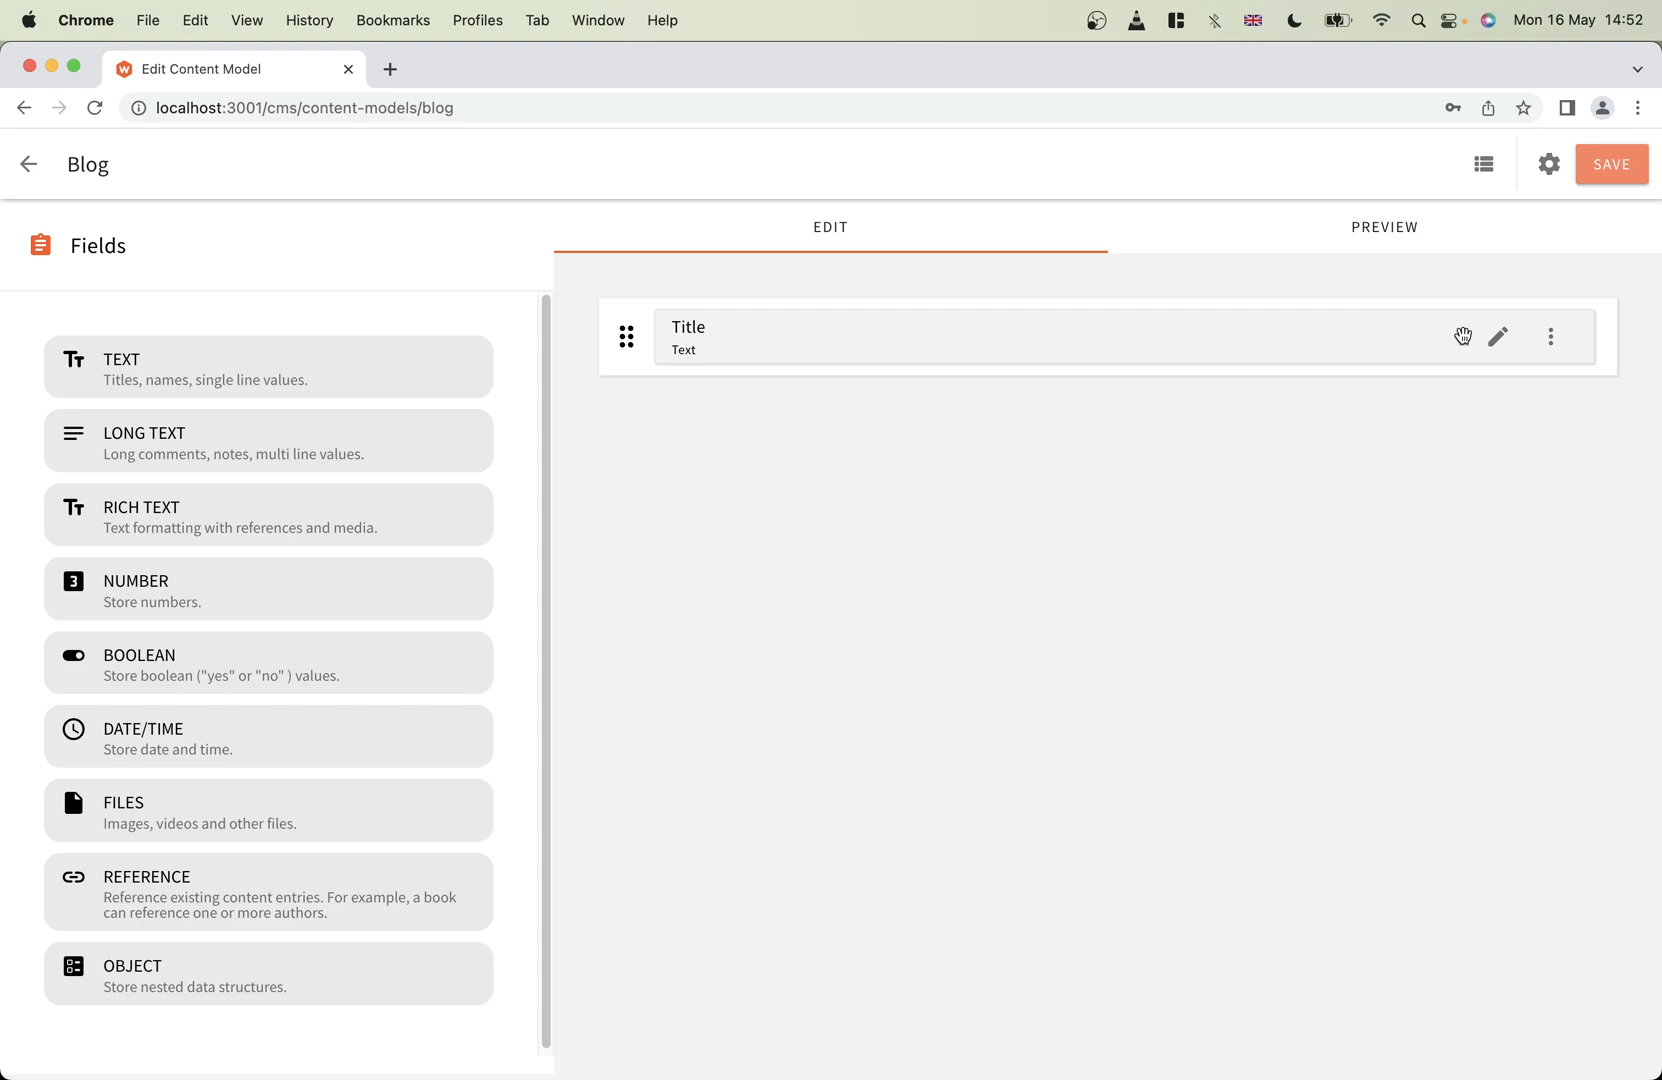 Chrome File Edit View History Bookmarks Profiles Tab Window Help Mon 16 May 14:52
Edit Content Model
localhost:3001/cms/content-models/blog
Blog
SAVE
Fields
EDIT
PREVIEW
Title
Text
TEXT
Titles, names, single line values.
LONG TEXT
Long comments, notes, multi line values.
RICH TEXT
Text formatting with references and media.
3
NUMBER
Store numbers.
BOOLEAN
Store boolean ("yes" or "no" ) values.
DATE/TIME
Store date and time.
FILES
Images, videos and other files.
REFERENCE
Reference existing content entries. For example, a book
can reference one or more authors.
OBJECT
Store nested data structures.